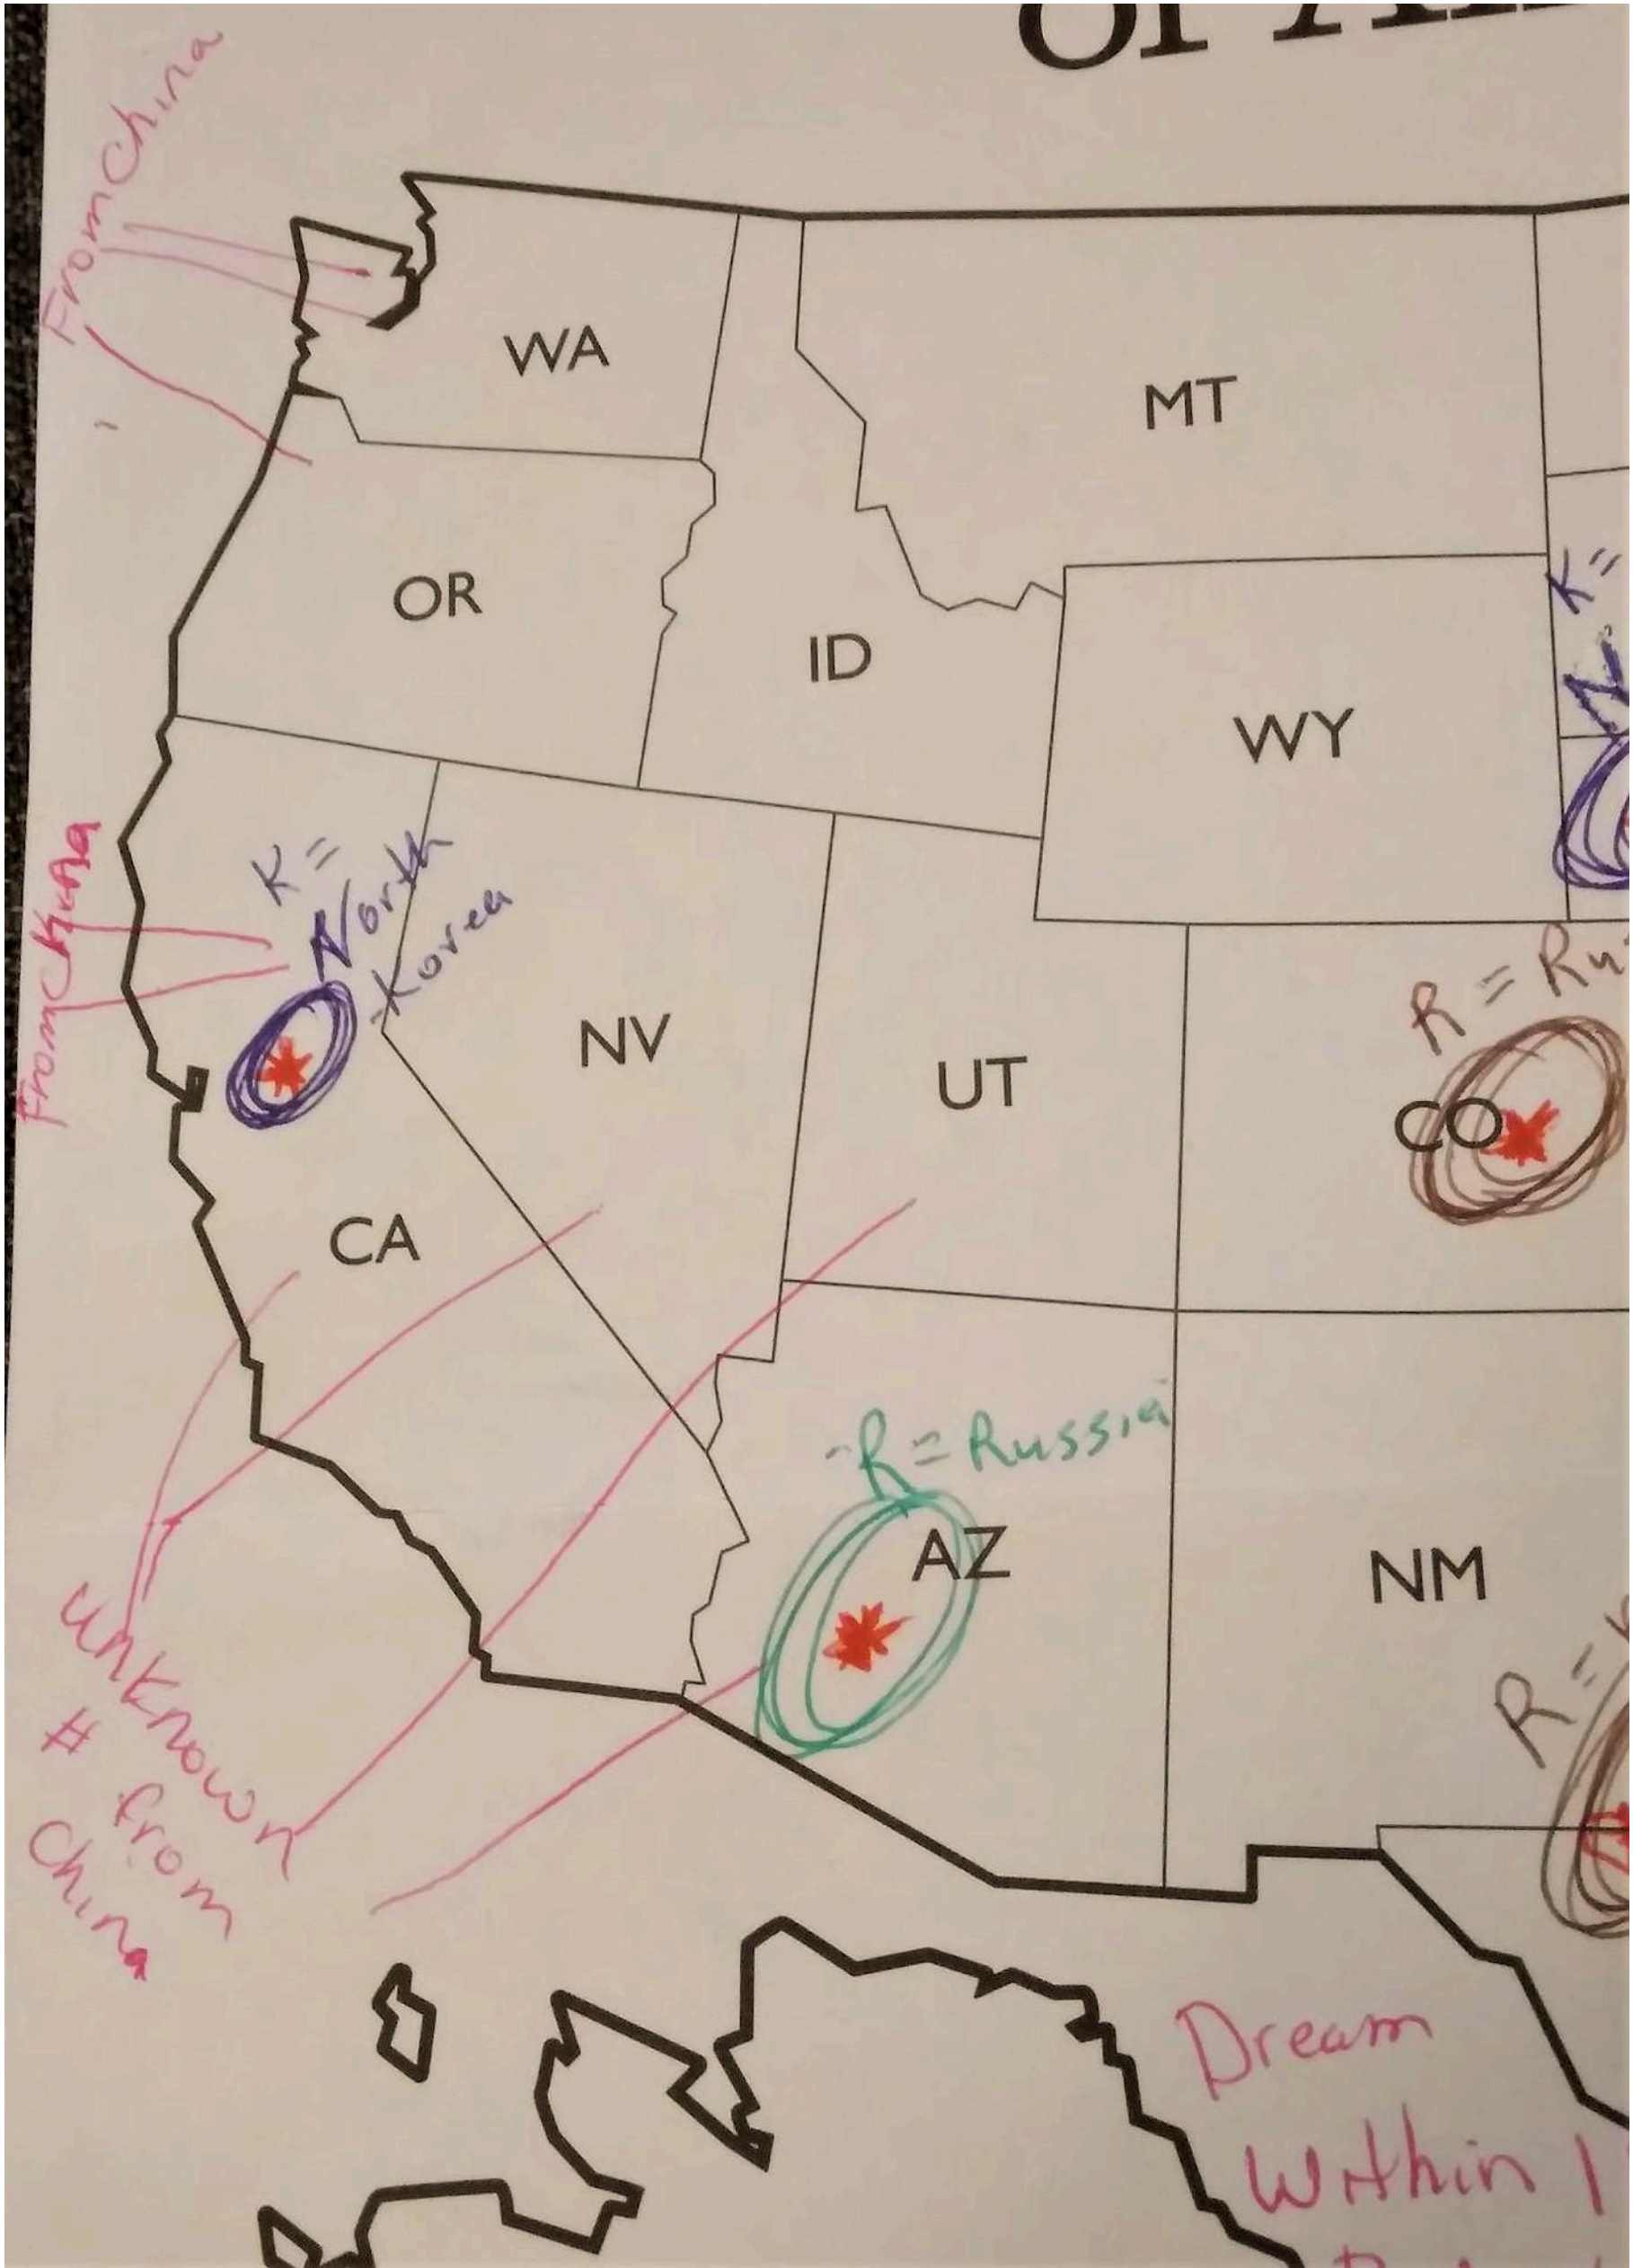 From China
WA
MT
OR
ID
WY
K =
K =
North
Korea
From China
NV
UT
R = Ru
CO
CA
R = Russia
AZ
NM
R =
Unknown
# from
China
Dream
Within 1